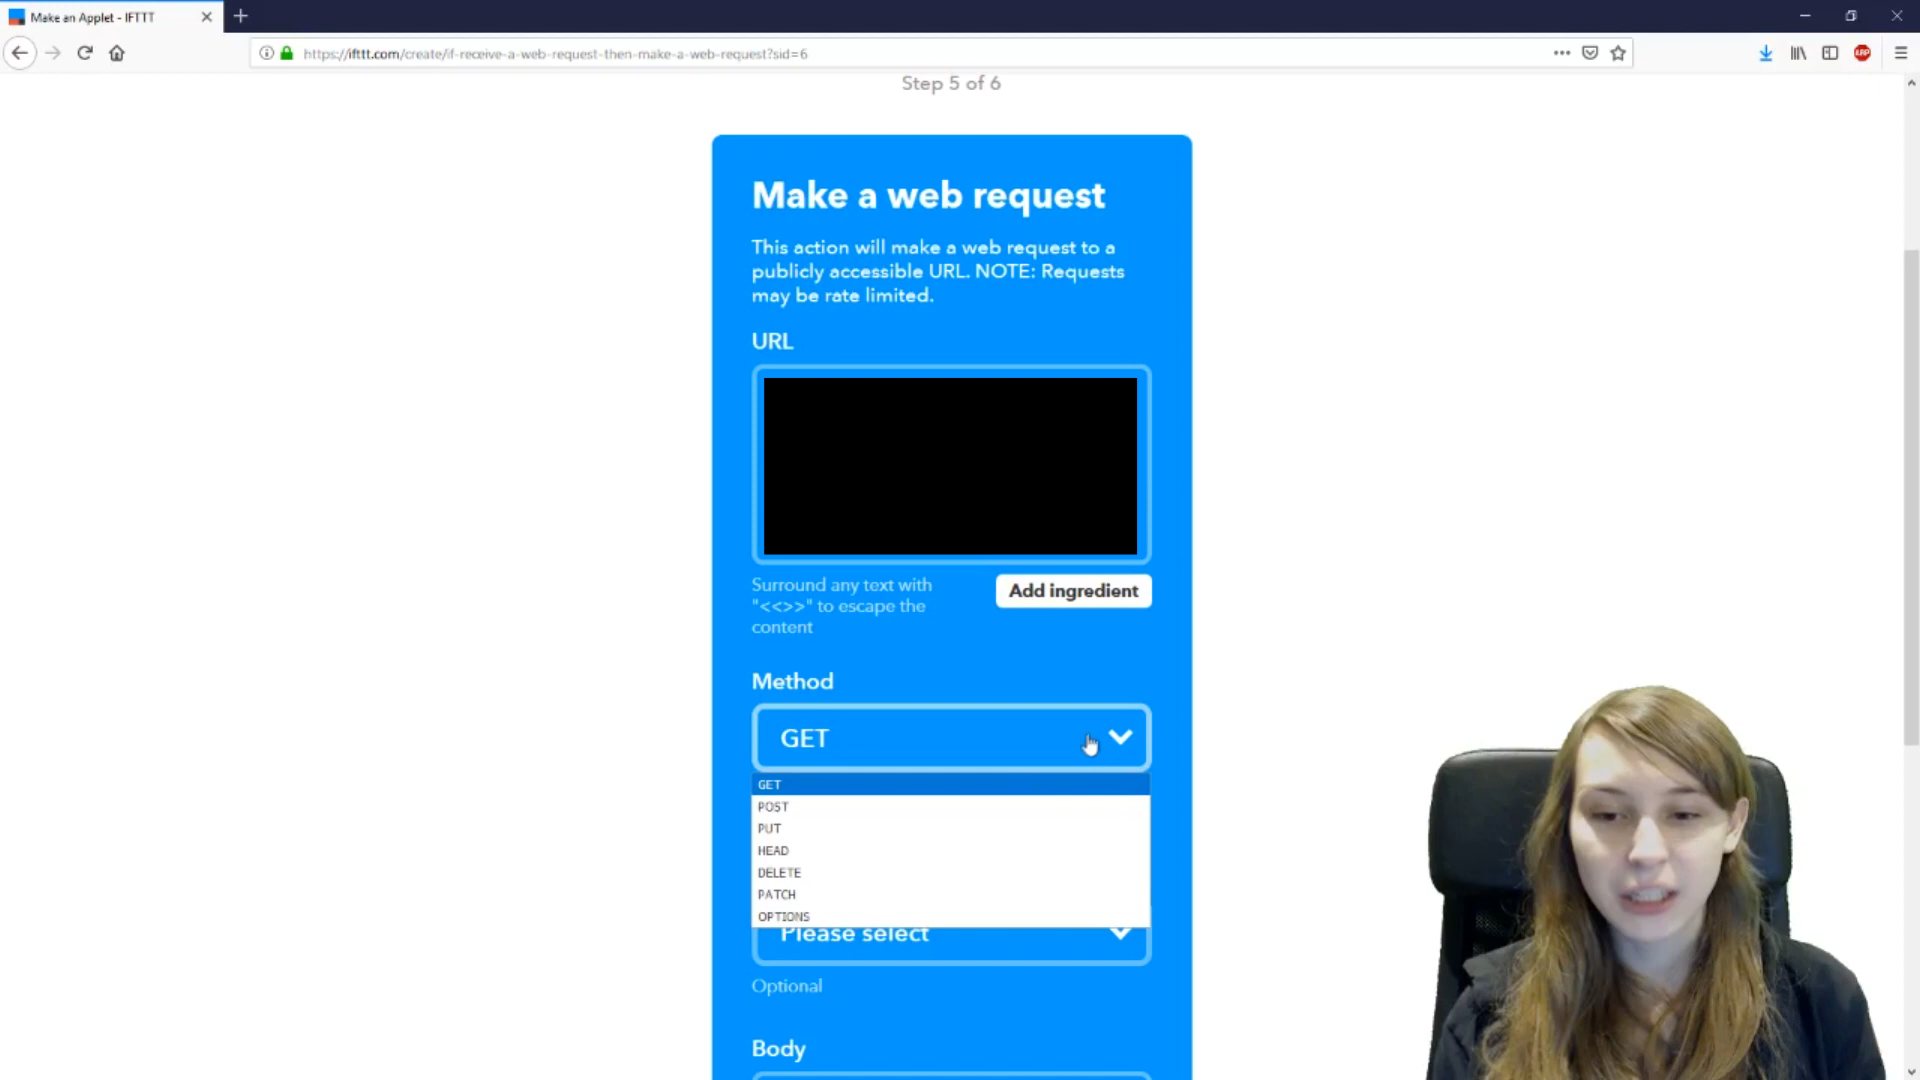 Make an Applet - IFTTT
https://ifttt.com/create/if-receive-a-web-request-then-make-a-web-request?sid=6
ABP
Step 5 of 6
Make a web request
This action will make a web request to a
publicly accessible URL. NOTE: Requests
may be rate limited.
URL
Surround any text with
"<<>>" to escape the
content
Add ingredient
Method
GET
GET
POST
PUT
HEAD
DELETE
PATCH
OPTIONS
Please select
Optional
Body